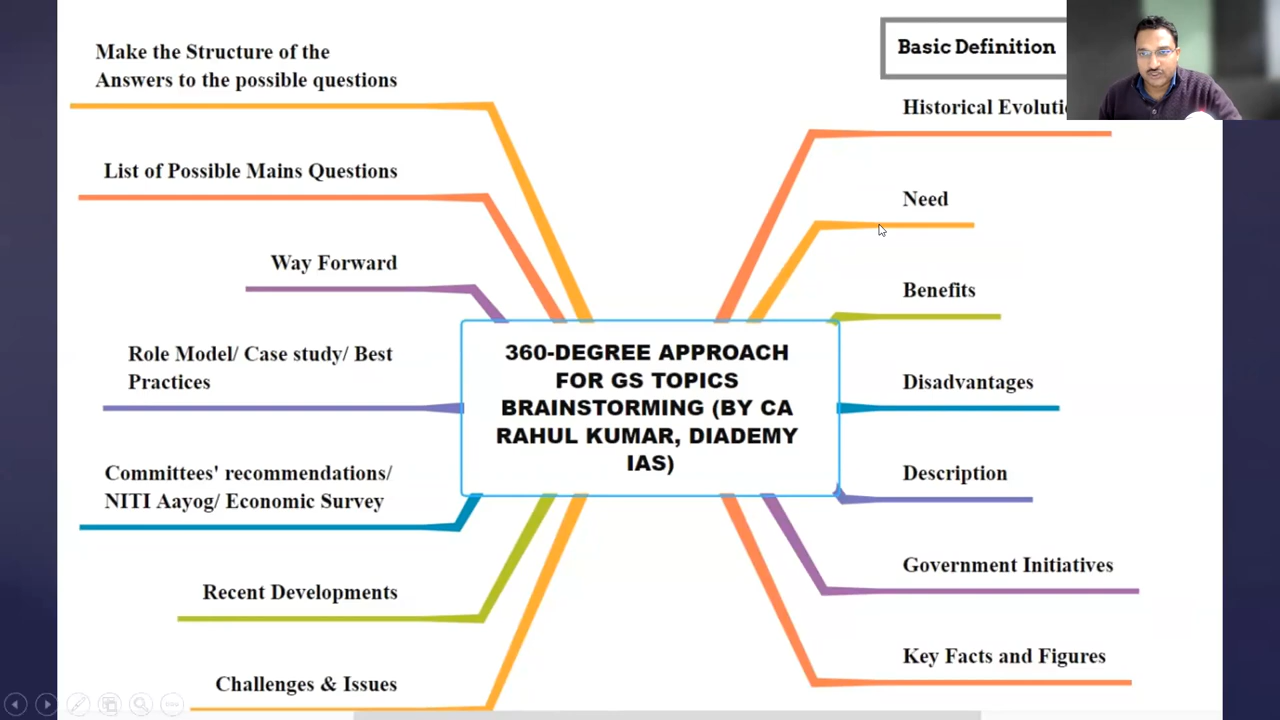 Make the Structure of the
Answers to the possible questions
List of Possible Mains Questions
Way Forward
Role Model/ Case study/ Best
Practices
Committees' recommendations/
NITI Aayog/ Economic Survey
Recent Developments
Challenges & Issues
360-DEGREE APPROACH
FOR GS TOPICS
BRAINSTORMING (BY CA
RAHUL KUMAR, DIADEMY
IAS)
Basic Definition
Historical Evoluti
Need
Benefits
Disadvantages
Description
Government Initiatives
Key Facts and Figures